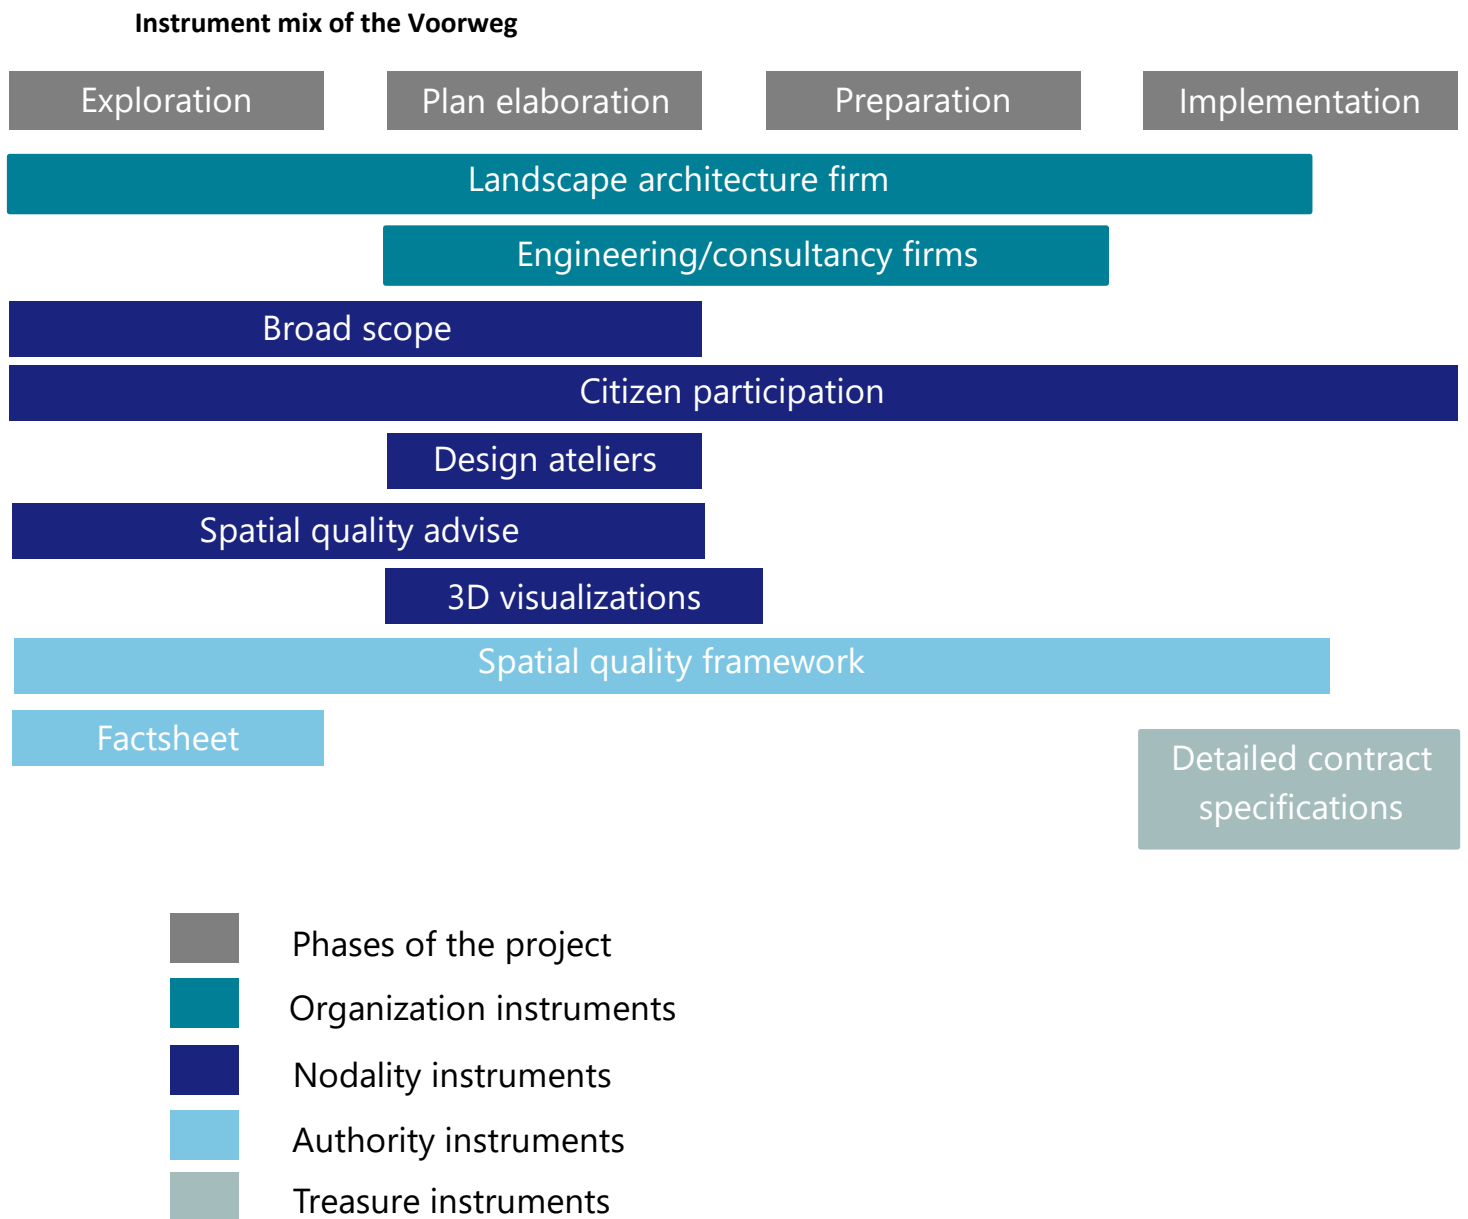 Instrument mix of the Voorweg
Exploration
Plan elaboration
Preparation
Implementation
Landscape architecture firm
Engineering/consultancy firms
Broad scope
Citizen participation
Design ateliers
Spatial quality advise
3D visualizations
Spatial quality framework
Factsheet
Detailed contract
specifications
Phases of the project
Organization instruments
Nodality instruments
Authority instruments
Treasure instruments